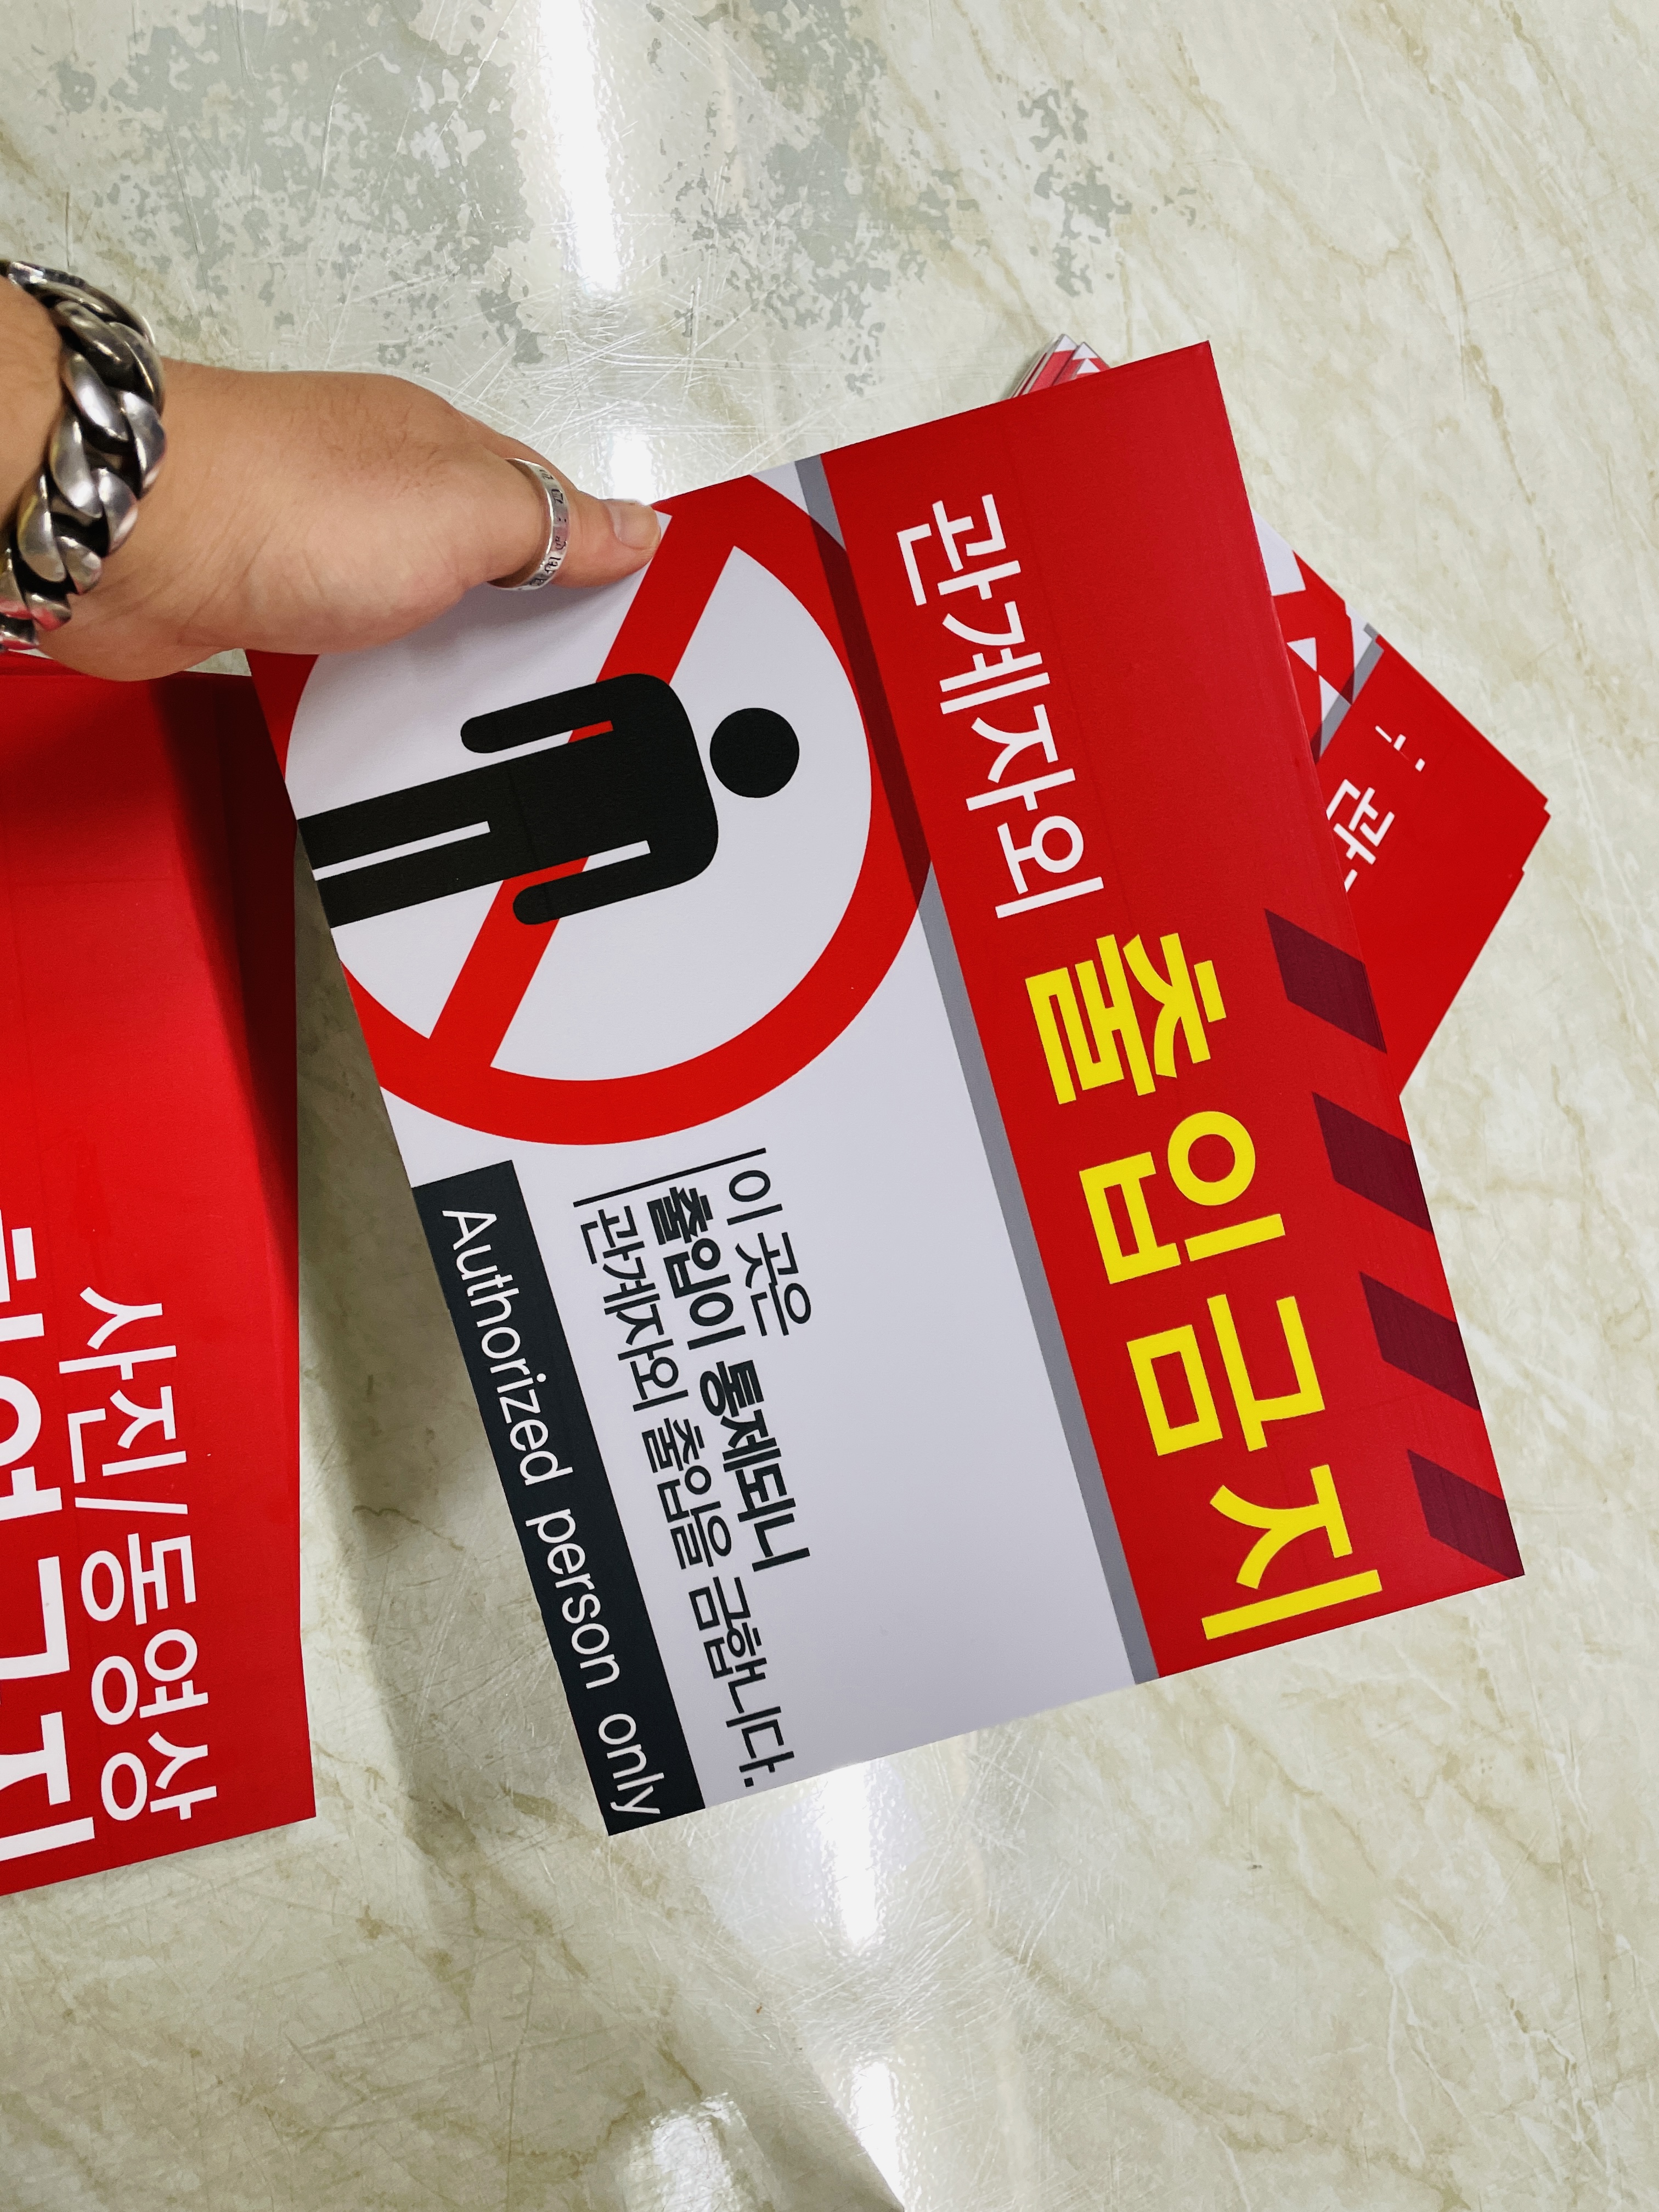 관계자외
출입금지
이 곳은
출입이 통제되니
관계자외 출입을 금합니다.
Authorized person only
사진/동영상
관